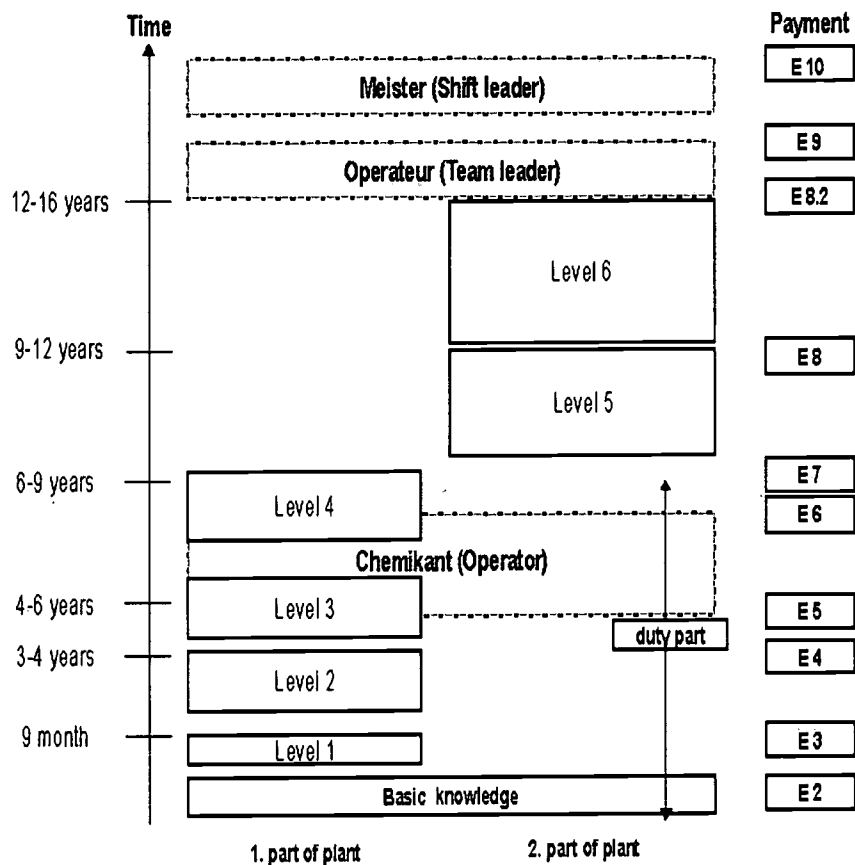 Time
Payment
E 10
Meister (Shift leader)
E 9
Operateur (Team leader)
12-16 years
E 8.2
Level 6
9-12 years
E 8
Level 5
6-9 years
E 7
Level 4
E 6
Chemikant (Operator)
4-6 years
Level 3
E 5
duty part
3-4 years
E 4
Level 2
9 month
E 3
Level 1
Basic knowledge
E 2
1. part of plant
2. part of plant